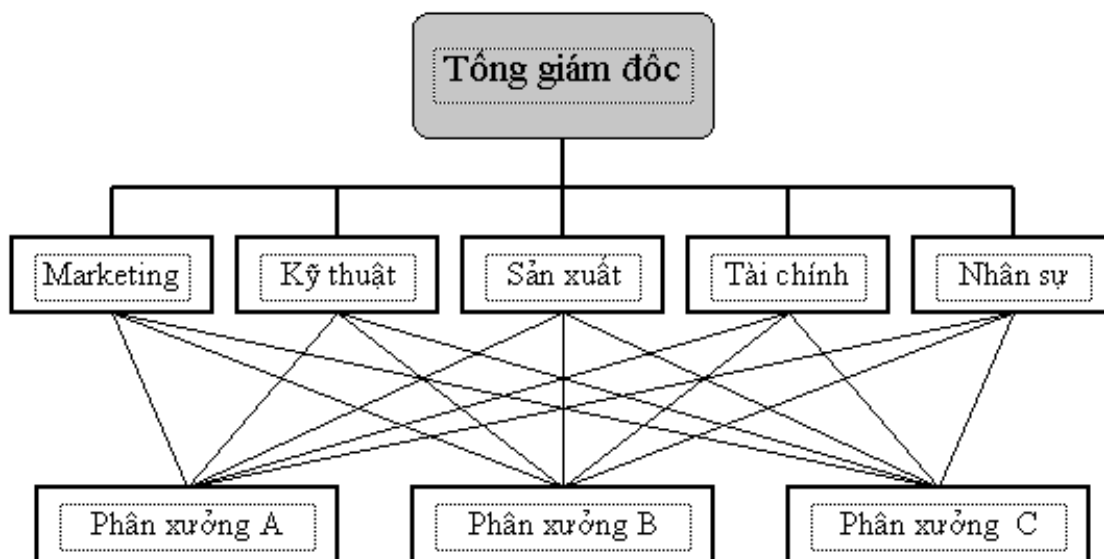 Tổng giám đốc
Marketing
Kỹ thuật
Sản xuất
Tài chính
Nhân sự
Phân xưởng A
Phân xưởng B
Phân xưởng C